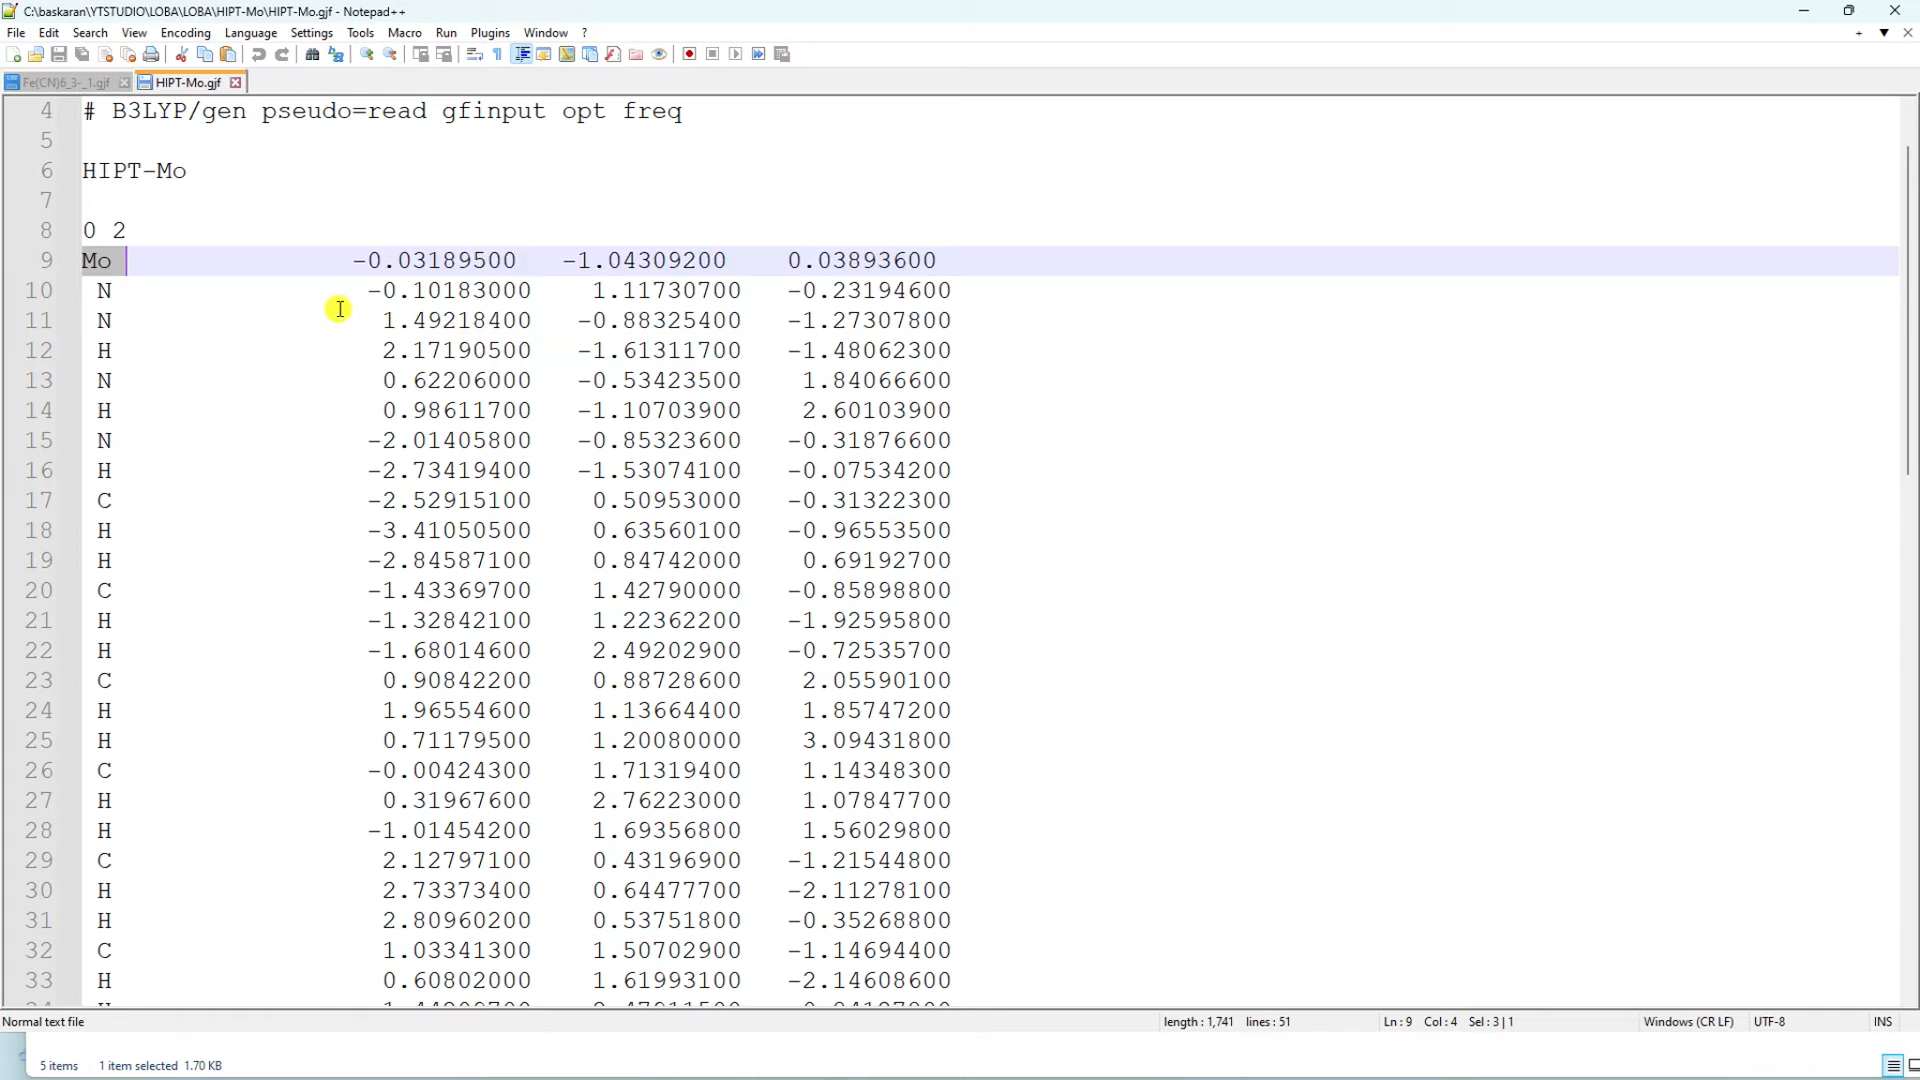 C:\baskaran\YTSTUDIO\LOBA\LOBA\HIPT-Mo\HIPT-Mo.gjf - Notepad++
File Edit Search View Encoding Language Settings Tools Macro Run Plugins Window ?
Fe(CN)6_3-_1.gjf HIPT-Mo.gjf
4 # B3LYP/gen pseudo=read gfinput opt freq
5
6 HIPT-Mo
7
8 0 2
9 Mo -0.03189500 -1.04309200 0.03893600
10 N -0.10183000 1.11730700 -0.23194600
11 N 1.49218400 -0.88325400 -1.27307800
12 H 2.17190500 -1.61311700 -1.48062300
13 N 0.62206000 -0.53423500 1.84066600
14 H 0.98611700 -1.10703900 2.60103900
15 N -2.01405800 -0.85323600 -0.31876600
16 H -2.73419400 -1.53074100 -0.07534200
17 C -2.52915100 0.50953000 -0.31322300
18 H -3.41050500 0.63560100 -0.96553500
19 H -2.84587100 0.84742000 0.69192700
20 C -1.43369700 1.42790000 -0.85898800
21 H -1.32842100 1.22362200 -1.92595800
22 H -1.68014600 2.49202900 -0.72535700
23 C 0.90842200 0.88728600 2.05590100
24 H 1.96554600 1.13664400 1.85747200
25 H 0.71179500 1.20080000 3.09431800
26 C -0.00424300 1.71319400 1.14348300
27 H 0.31967600 2.76223000 1.07847700
28 H -1.01454200 1.69356800 1.56029800
29 C 2.12797100 0.43196900 -1.21544800
30 H 2.73373400 0.64477700 -2.11278100
31 H 2.80960200 0.53751800 -0.35268800
32 C 1.03341300 1.50702900 -1.14694400
33 H 0.60802000 1.61993100 -2.14608600
Normal text file length : 1,741 lines : 51 Ln : 9 Col : 4 Sel : 3 | 1 Windows (CR LF) UTF-8 INS
5 items 1 item selected 1.70 KB